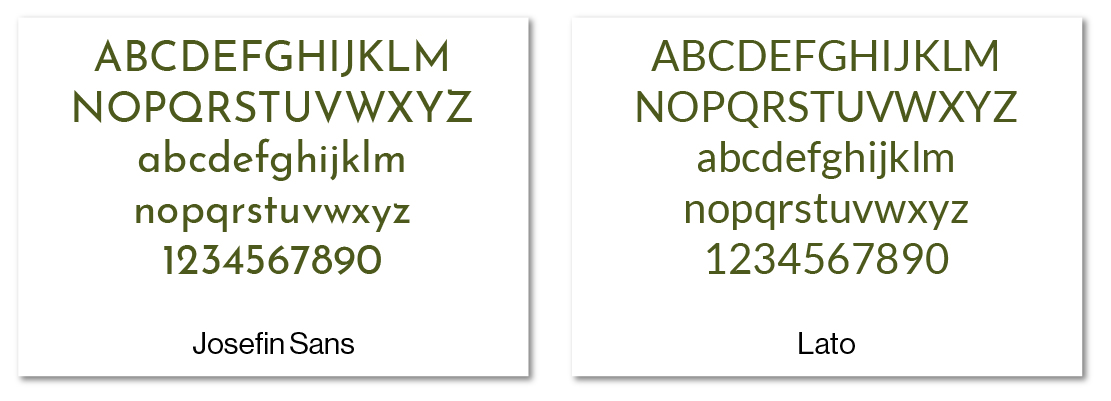 ABCDEFGHIJKLM
NOPQRSTUVWXYZ
abcdefghijklm
nopqrstuvwxyz
1234567890
Josefin Sans
ABCDEFGHIJKLM
NOPQRSTUVWXYZ
abcdefghijklm
nopqrstuvwxyz
1234567890
Lato